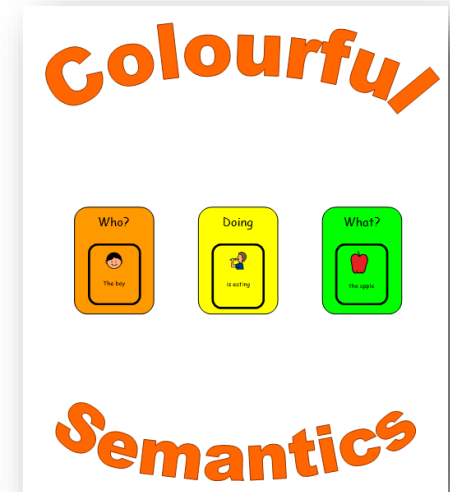 Colourful
Who? Doing What?
The boy is eating the apple
Semantics